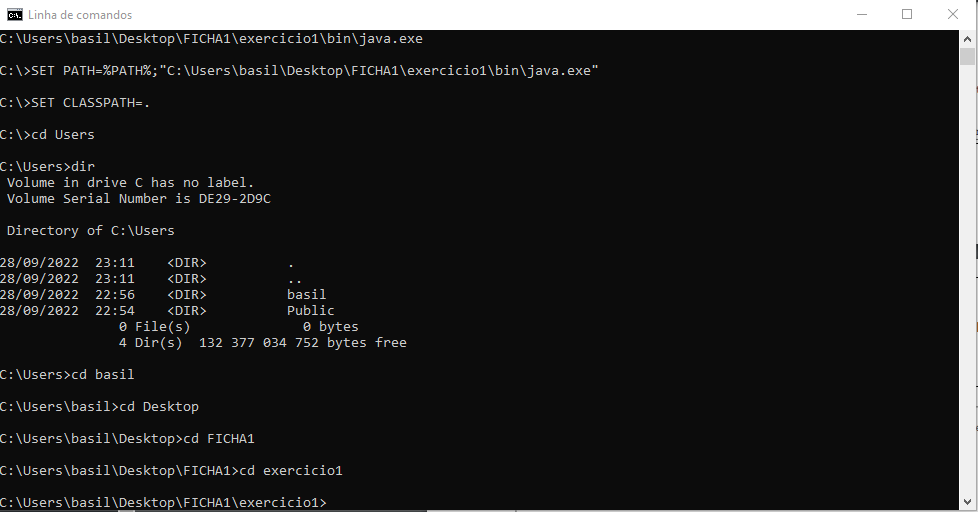 Linha de comandos
C:\Users\basil\Desktop\FICHA1\exercicio1\bin\java.exe
C:\>SET PATH=%PATH%;"C:\Users\basil\Desktop\FICHA1\exercicio1\bin\java.exe"
C:\>SET CLASSPATH=.
C:\>cd Users
C:\Users>dir
Volume in drive C has no label.
Volume Serial Number is DE29-2D9C
Directory of C:\Users
28/09/2022  23:11    <DIR>          .
28/09/2022  23:11    <DIR>          ..
28/09/2022  22:56    <DIR>          basil
28/09/2022  22:54    <DIR>          Public
0 File(s)              0 bytes
4 Dir(s)  132 377 034 752 bytes free
C:\Users>cd basil
C:\Users\basil>cd Desktop
C:\Users\basil\Desktop>cd FICHA1
C:\Users\basil\Desktop\FICHA1>cd exercicio1
C:\Users\basil\Desktop\FICHA1\exercicio1>